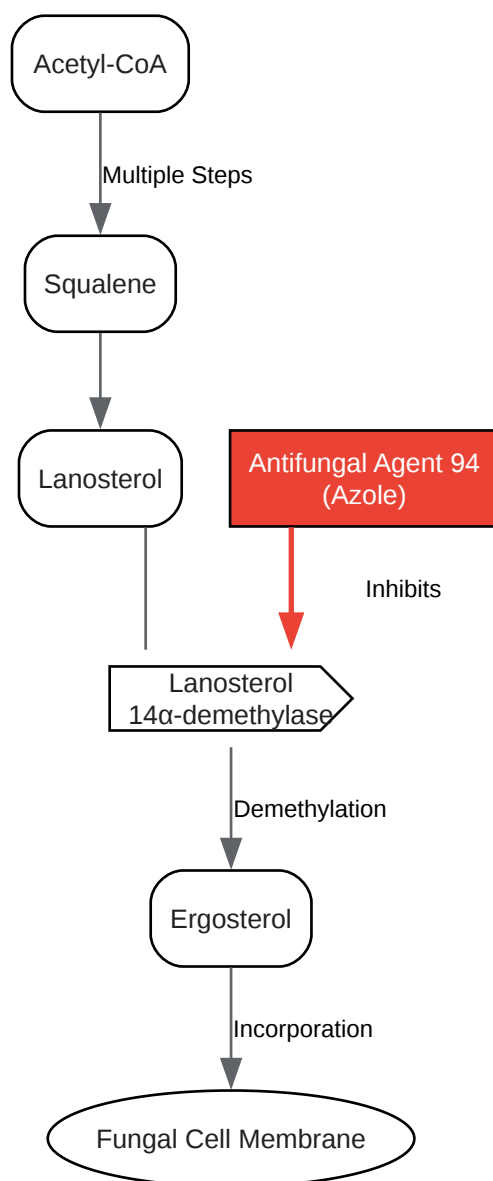 Acetyl-CoA
Multiple Steps
Squalene
Lanosterol
Antifungal Agent 94
(Azole)
Inhibits
Lanosterol
14α-demethylase
Demethylation
Ergosterol
Incorporation
Fungal Cell Membrane